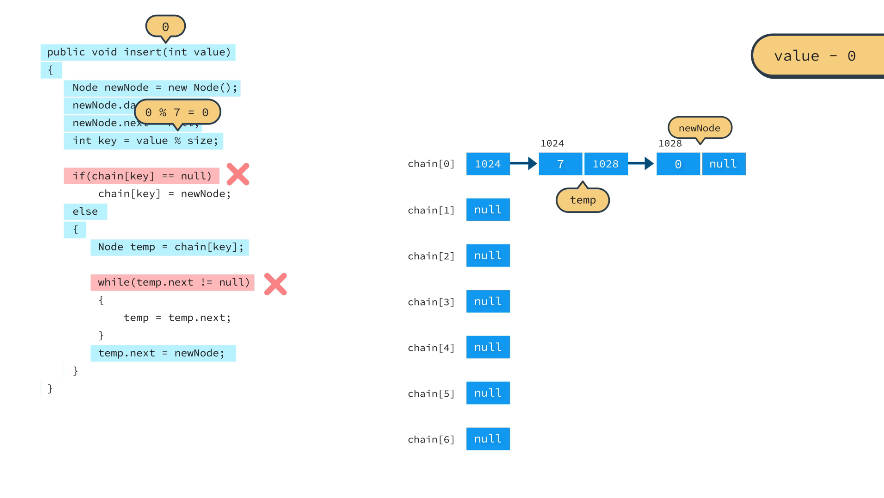 0
public void insert(int value)
{
Node newNode = new Node();
newNode.da
0 % 7 = 0
newNode.next
int key = value % size;
if(chain[key] == null)
chain[key] = newNode;
else
{
Node temp = chain[key];
while(temp.next != null)
{
temp = temp.next;
}
temp.next = newNode;
}
}
value - 0
newNode
1024 1028
chain[0] 1024 7 1028 0 null
temp
chain[1] null
chain[2] null
chain[3] null
chain[4] null
chain[5] null
chain[6] null